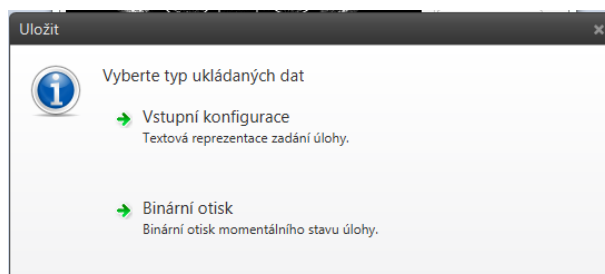 Uložit
Vyberte typ ukládaných dat
Vstupní konfigurace
Textová reprezentace zadání úlohy.
Binární otisk
Binární otisk momentálního stavu úlohy.